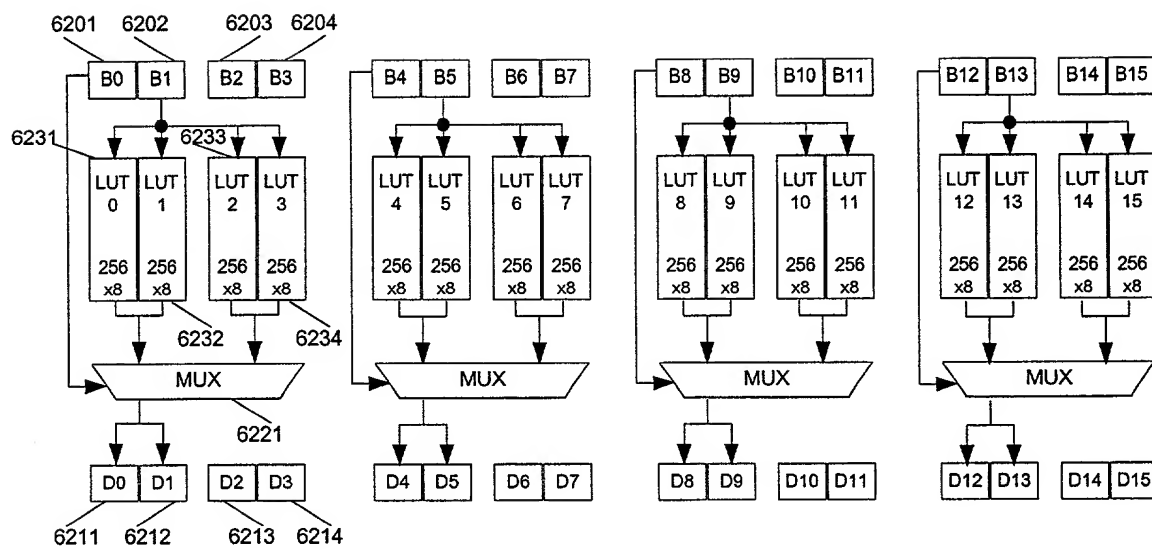 6201 6202 6203 6204
B0 B1 B2 B3 B4 B5 B6 B7 B8 B9 B10 B11 B12 B13 B14 B15
6231 6233
LUT LUT LUT LUT LUT LUT LUT LUT LUT LUT LUT LUT LUT LUT LUT LUT
0 1 2 3 4 5 6 7 8 9 10 11 12 13 14 15
256 256 256 256 256 256 256 256 256 256 256 256 256 256 256 256
x8 x8 x8 x8 x8 x8 x8 x8 x8 x8 x8 x8 x8 x8 x8 x8
6232 6234
MUX MUX MUX MUX
6221
D0 D1 D2 D3 D4 D5 D6 D7 D8 D9 D10 D11 D12 D13 D14 D15
6211 6212 6213 6214